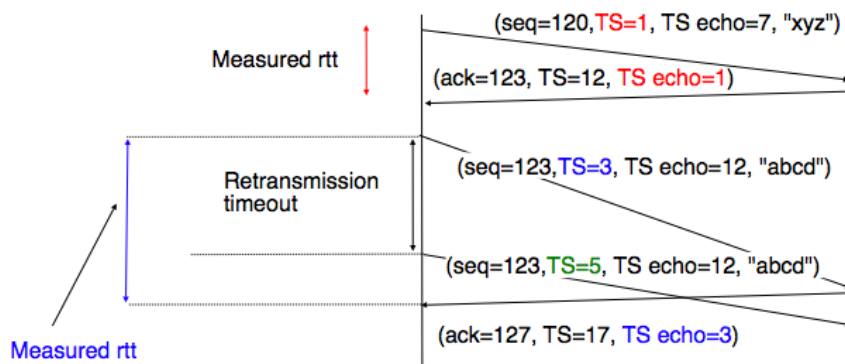 (seq=120,TS=1, TS echo=7, "xyz")
Measured rtt
(ack=123, TS=12, TS echo=1)
(seq=123,TS=3, TS echo=12, "abcd")
Retransmission
timeout
(seq=123,TS=5, TS echo=12, "abcd")
(ack=127, TS=17, TS echo=3)
Measured rtt